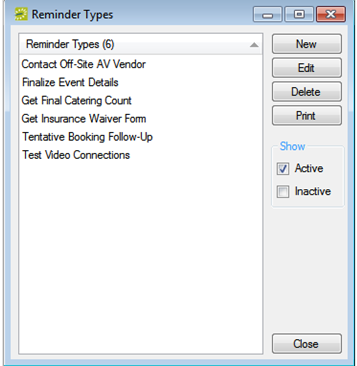 Reminder Types
Reminder Types (6)
Contact Off-Site AV Vendor
Finalize Event Details
Get Final Catering Count
Get Insurance Waiver Form
Tentative Booking Follow-Up
Test Video Connections
New
Edit
Delete
Print
Show
Active
Inactive
Close